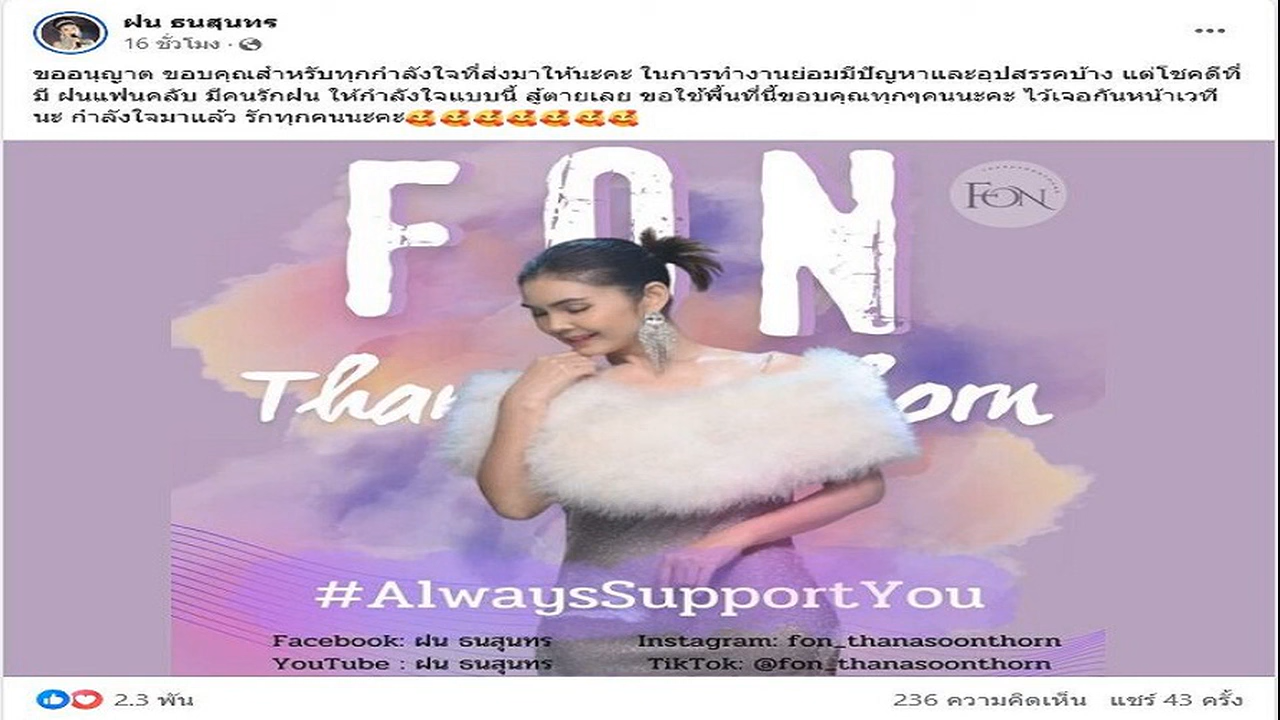 ฝน ธนสุนทร
16 ชั่วโมง ·
ขออนุญาต ขอบคุณสำหรับทุกกำลังใจที่ส่งมาให้นะคะ ในการทำงานย่อมมีปัญหาและอุปสรรคบ้าง แต่โชคดีที่
มี ฝนแฟนคลับ มีคนรักฝน ให้กำลังใจแบบนี้ สู้ตายเลย ขอใช้พื้นที่นี้ขอบคุณทุกๆคนนะคะ ไว้เจอกันหน้าเวที
นะ กำลังใจมาแล้ว รักทุกคนนะคะ🥰🥰🥰🥰🥰🥰🥰
FON
FON
#AlwaysSupportYou
Facebook: ฝน ธนสุนทร Instagram: fon_thanasoonthorn
YouTube : ฝน ธนสุนทร TikTok: @fon_thanasoonthorn
2.3 พัน 236 ความคิดเห็น แชร์ 43 ครั้ง